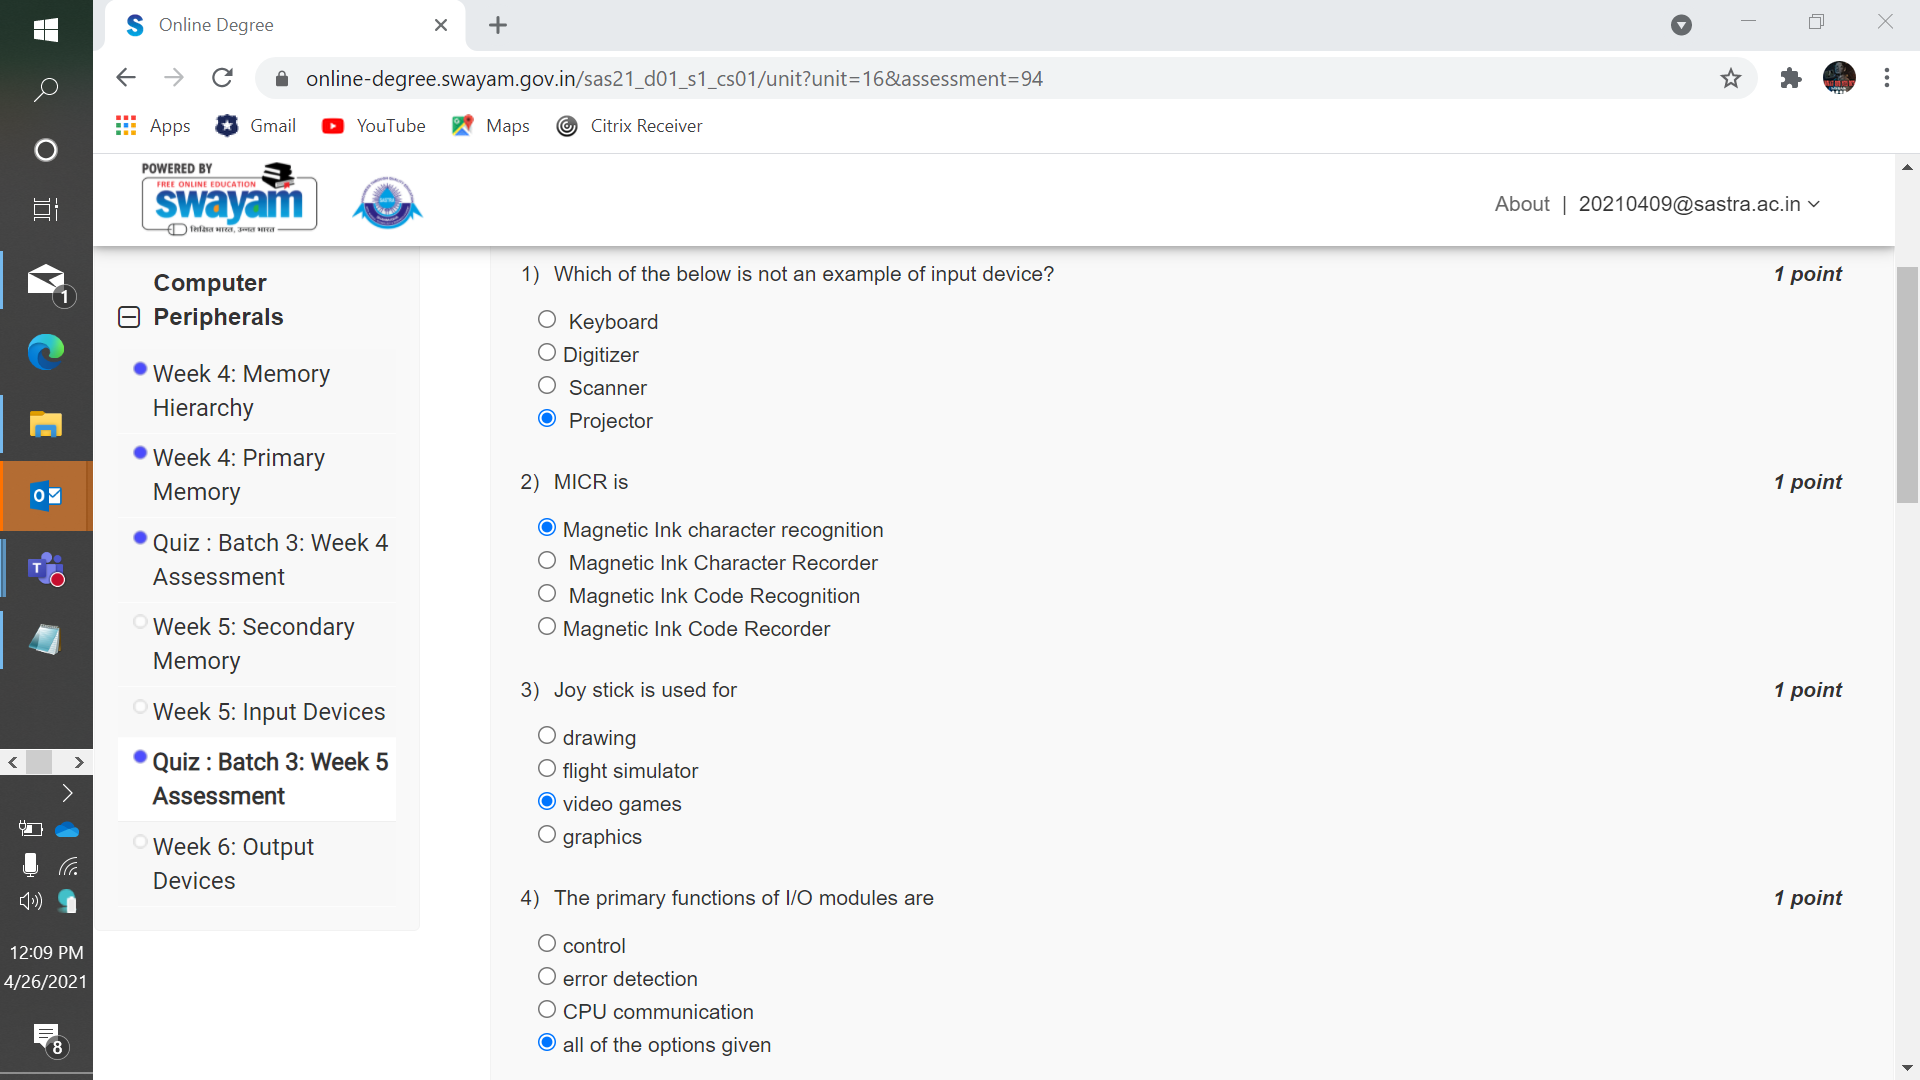 Online Degree
online-degree.swayam.gov.in/sas21_d01_s1_cs01/unit?unit=16&assessment=94
Apps Gmail YouTube Maps Citrix Receiver
POWERED BY
FREE ONLINE EDUCATION
swayam
शिक्षित भारत, उन्नत भारत
About | 20210409@sastra.ac.in
Computer
Peripherals
Week 4: Memory
Hierarchy
Week 4: Primary
Memory
Quiz : Batch 3: Week 4
Assessment
Week 5: Secondary
Memory
Week 5: Input Devices
Quiz : Batch 3: Week 5
Assessment
Week 6: Output
Devices
1) Which of the below is not an example of input device? 1 point
Keyboard
Digitizer
Scanner
Projector
2) MICR is 1 point
Magnetic Ink character recognition
Magnetic Ink Character Recorder
Magnetic Ink Code Recognition
Magnetic Ink Code Recorder
3) Joy stick is used for 1 point
drawing
flight simulator
video games
graphics
4) The primary functions of I/O modules are 1 point
control
error detection
CPU communication
all of the options given
1
12:09 PM
4/26/2021
8